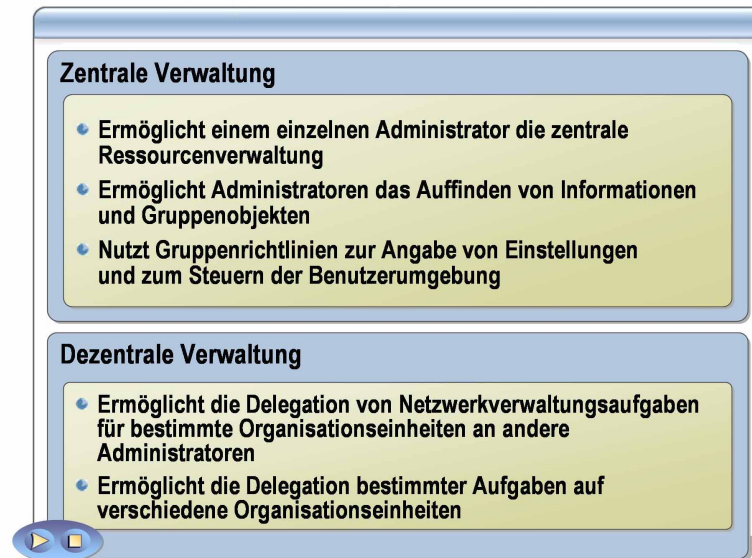 Zentrale Verwaltung
Ermöglicht einem einzelnen Administrator die zentrale
Ressourcenverwaltung
Ermöglicht Administratoren das Auffinden von Informationen
und Gruppenobjekten
Nutzt Gruppenrichtlinien zur Angabe von Einstellungen
und zum Steuern der Benutzerumgebung
Dezentrale Verwaltung
Ermöglicht die Delegation von Netzwerkverwaltungsaufgaben
für bestimmte Organisationseinheiten an andere
Administratoren
Ermöglicht die Delegation bestimmter Aufgaben auf
verschiedene Organisationseinheiten